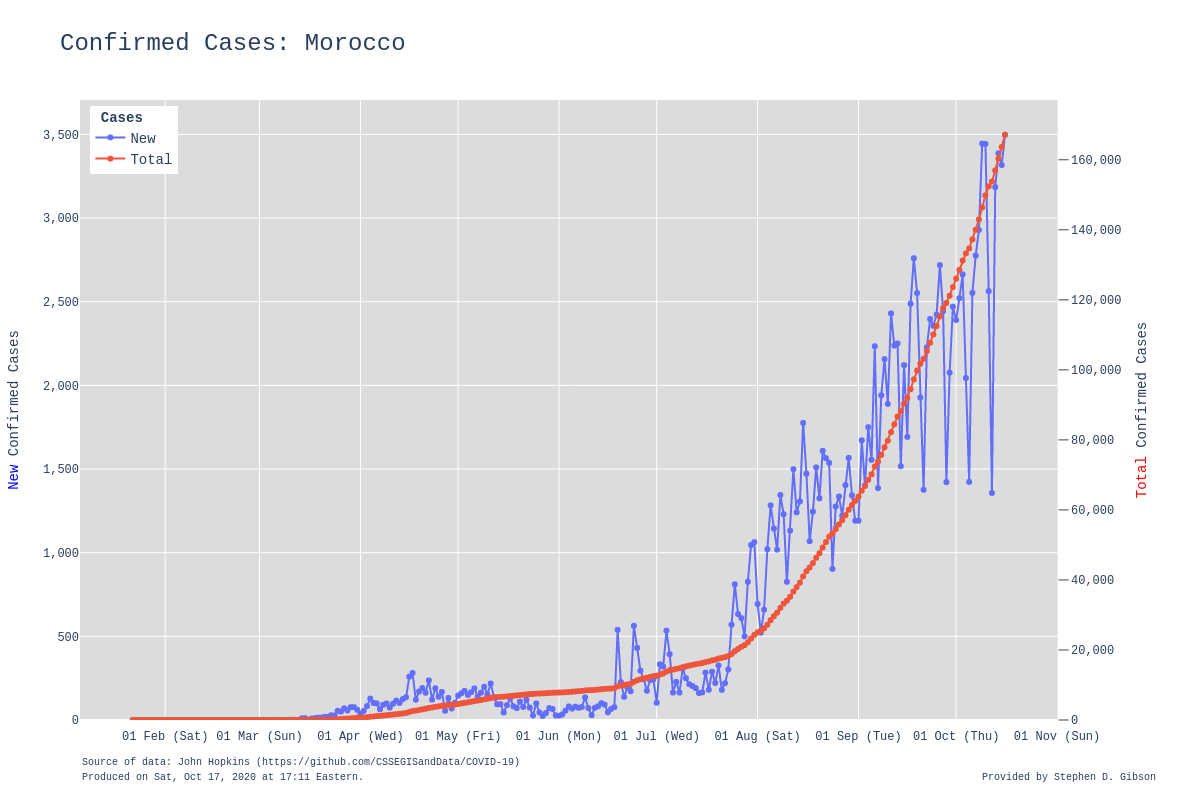 Confirmed Cases: Morocco
Cases
New
Total
3,500
3,000
2,500
2,000
1,500
1,000
500
0
160,000
140,000
120,000
100,000
80,000
60,000
40,000
20,000
0
New Confirmed Cases
Total Confirmed Cases
01 Feb (Sat) 01 Mar (Sun) 01 Apr (Wed) 01 May (Fri) 01 Jun (Mon) 01 Jul (Wed) 01 Aug (Sat) 01 Sep (Tue) 01 Oct (Thu) 01 Nov (Sun)
Source of data: John Hopkins (https://github.com/CSSEGISandData/COVID-19)
Produced on Sat, Oct 17, 2020 at 17:11 Eastern.
Provided by Stephen D. Gibson